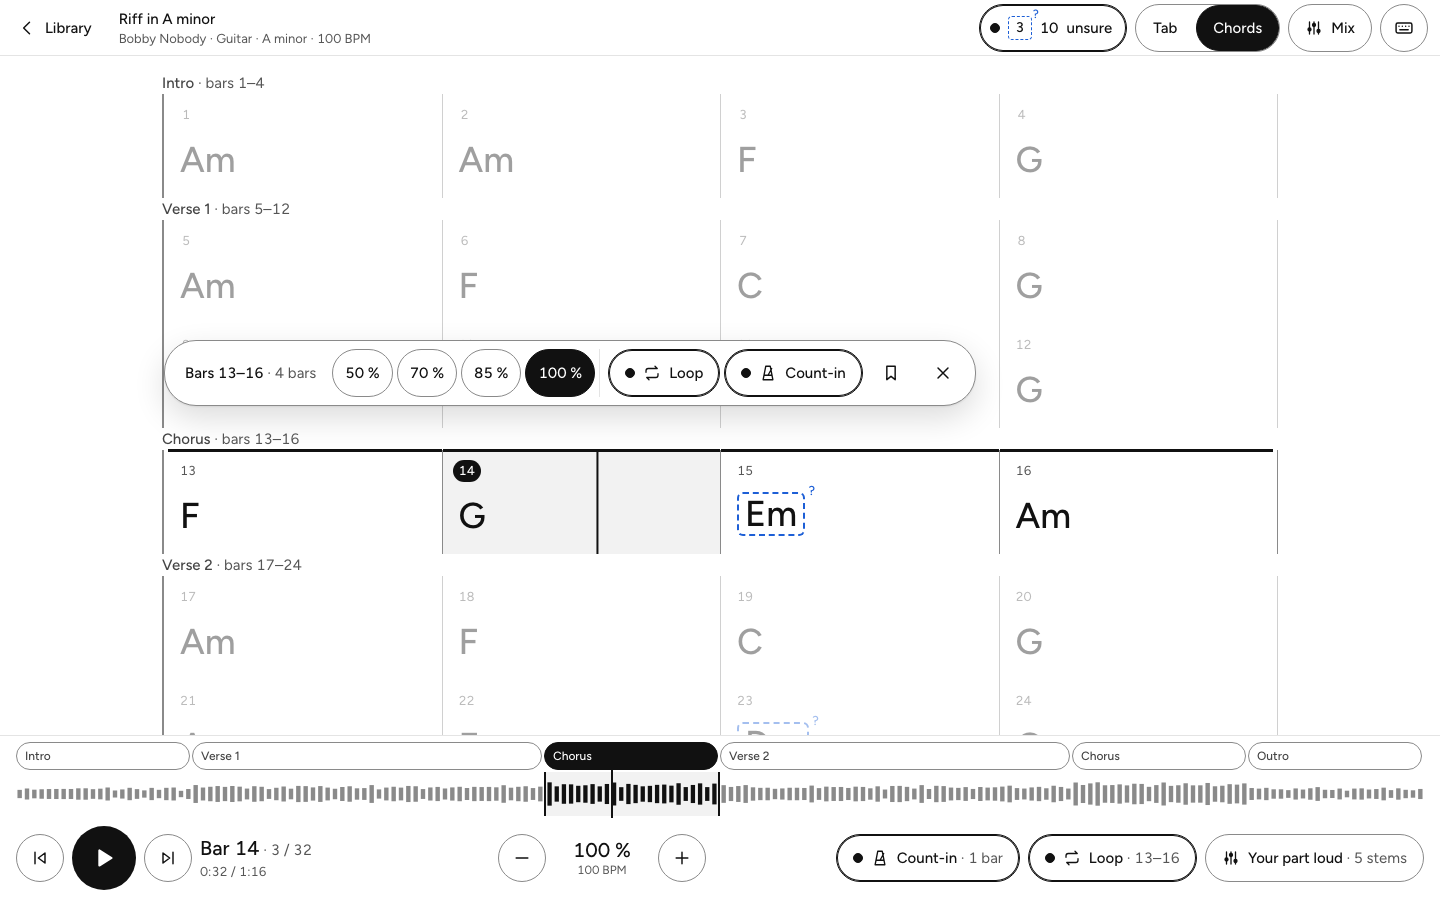 Library
Riff in A minor
Bobby Nobody · Guitar · A minor · 100 BPM
3 ? 10 unsure
Tab
Chords
Mix
Intro · bars 1–4
1 2 3 4
Am Am F G
Verse 1 · bars 5–12
5 6 7 8
Am F C G
12
G
Bars 13–16 · 4 bars
50 % 70 % 85 % 100 %
Loop
Count-in
Chorus · bars 13–16
13 14 15 16
F G Em ? Am
Verse 2 · bars 17–24
17 18 19 20
Am F C G
21 22 23 24
?
Intro Verse 1 Chorus Verse 2 Chorus Outro
Bar 14 · 3 / 32
0:32 / 1:16
100 %
100 BPM
Count-in · 1 bar
Loop · 13–16
Your part loud · 5 stems